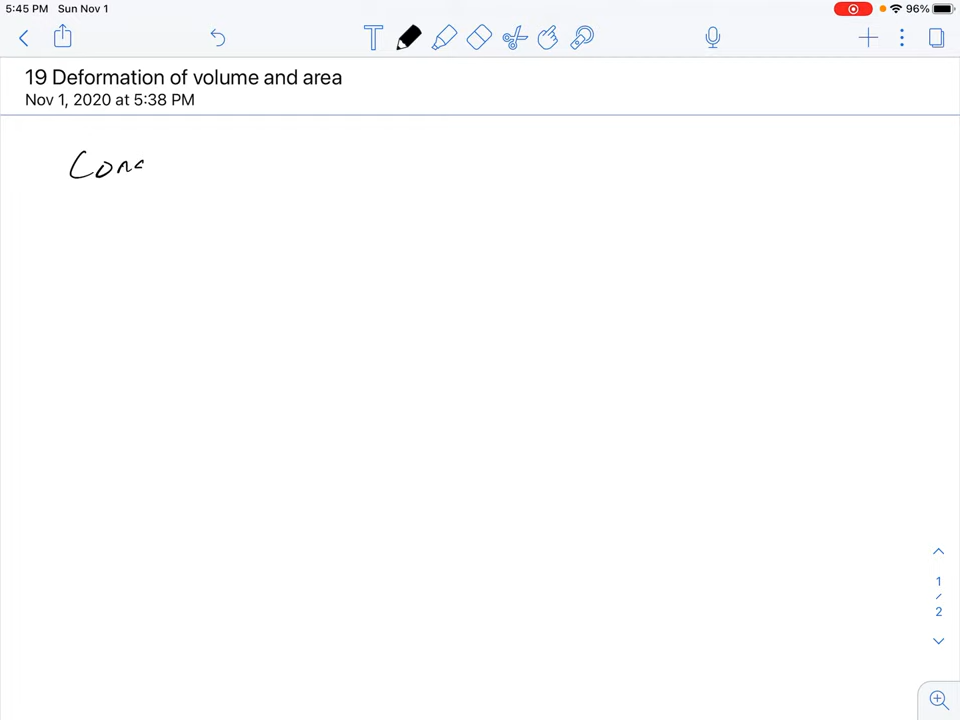 5:45 PM Sun Nov 1
96%
19 Deformation of volume and area
Nov 1, 2020 at 5:38 PM
1
/
2